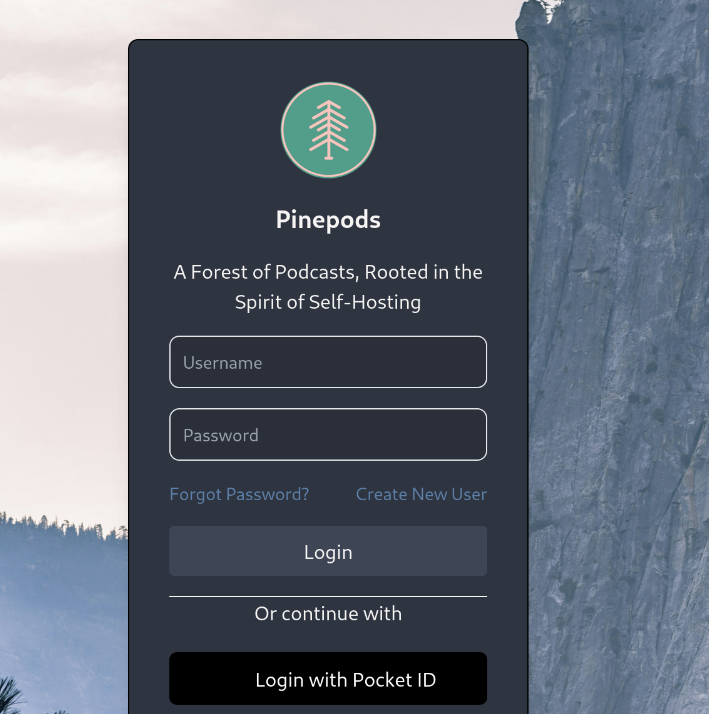 Pinepods
A Forest of Podcasts, Rooted in the
Spirit of Self-Hosting
Username
Password
Forgot Password? Create New User
Login
Or continue with
Login with Pocket ID